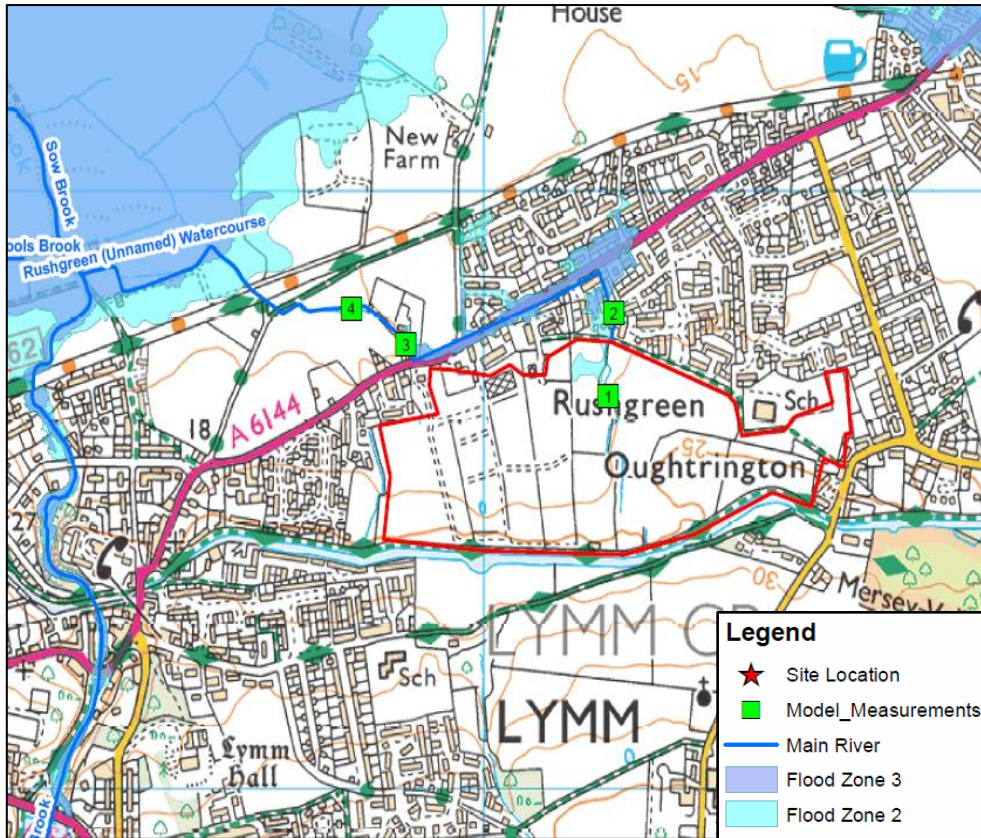 House
15
New
Farm
Sow Brook
ools Brook
Rushgreen (Unnamed) Watercourse
4
3
2
1
62
18
A 6144
Rushgreen
Sch
25
Oughtrington
27
30
Mersey V
LYMM
Sch
LYMM
Lymm
Hall
Brook
0
Legend
Site Location
Model_Measurements
Main River
Flood Zone 3
Flood Zone 2